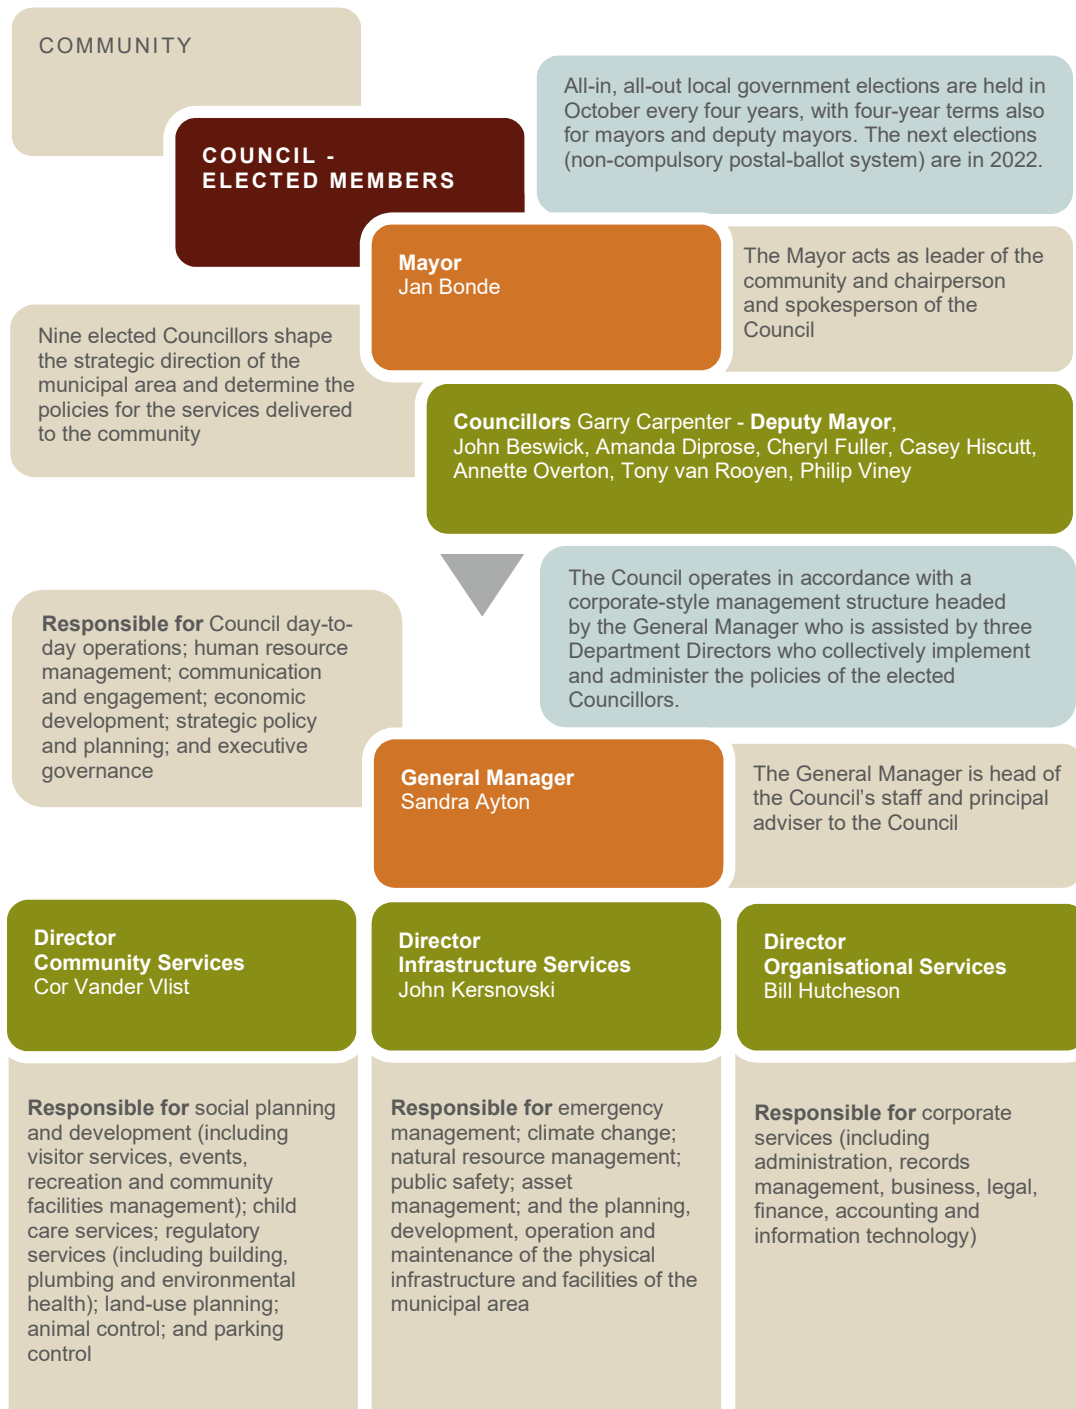 COMMUNITY
All-in, all-out local government elections are held in
October every four years, with four-year terms also
for mayors and deputy mayors. The next elections
(non-compulsory postal-ballot system) are in 2022.
COUNCIL -
ELECTED MEMBERS
Mayor
Jan Bonde
The Mayor acts as leader of the
community and chairperson
and spokesperson of the
Council
Nine elected Councillors shape
the strategic direction of the
municipal area and determine the
policies for the services delivered
to the community
Councillors Garry Carpenter - Deputy Mayor,
John Beswick, Amanda Diprose, Cheryl Fuller, Casey Hiscutt,
Annette Overton, Tony van Rooyen, Philip Viney
The Council operates in accordance with a
corporate-style management structure headed
by the General Manager who is assisted by three
Department Directors who collectively implement
and administer the policies of the elected
Councillors.
Responsible for Council day-to-
day operations; human resource
management; communication
and engagement; economic
development; strategic policy
and planning; and executive
governance
General Manager
Sandra Ayton
The General Manager is head of
the Council's staff and principal
adviser to the Council
Director
Community Services
Cor Vander Vlist
Director
Infrastructure Services
John Kersnovski
Director
Organisational Services
Bill Hutcheson
Responsible for social planning
and development (including
visitor services, events,
recreation and community
facilities management); child
care services; regulatory
services (including building,
plumbing and environmental
health); land-use planning;
animal control; and parking
control
Responsible for emergency
management; climate change;
natural resource management;
public safety; asset
management; and the planning,
development, operation and
maintenance of the physical
infrastructure and facilities of the
municipal area
Responsible for corporate
services (including
administration, records
management, business, legal,
finance, accounting and
information technology)